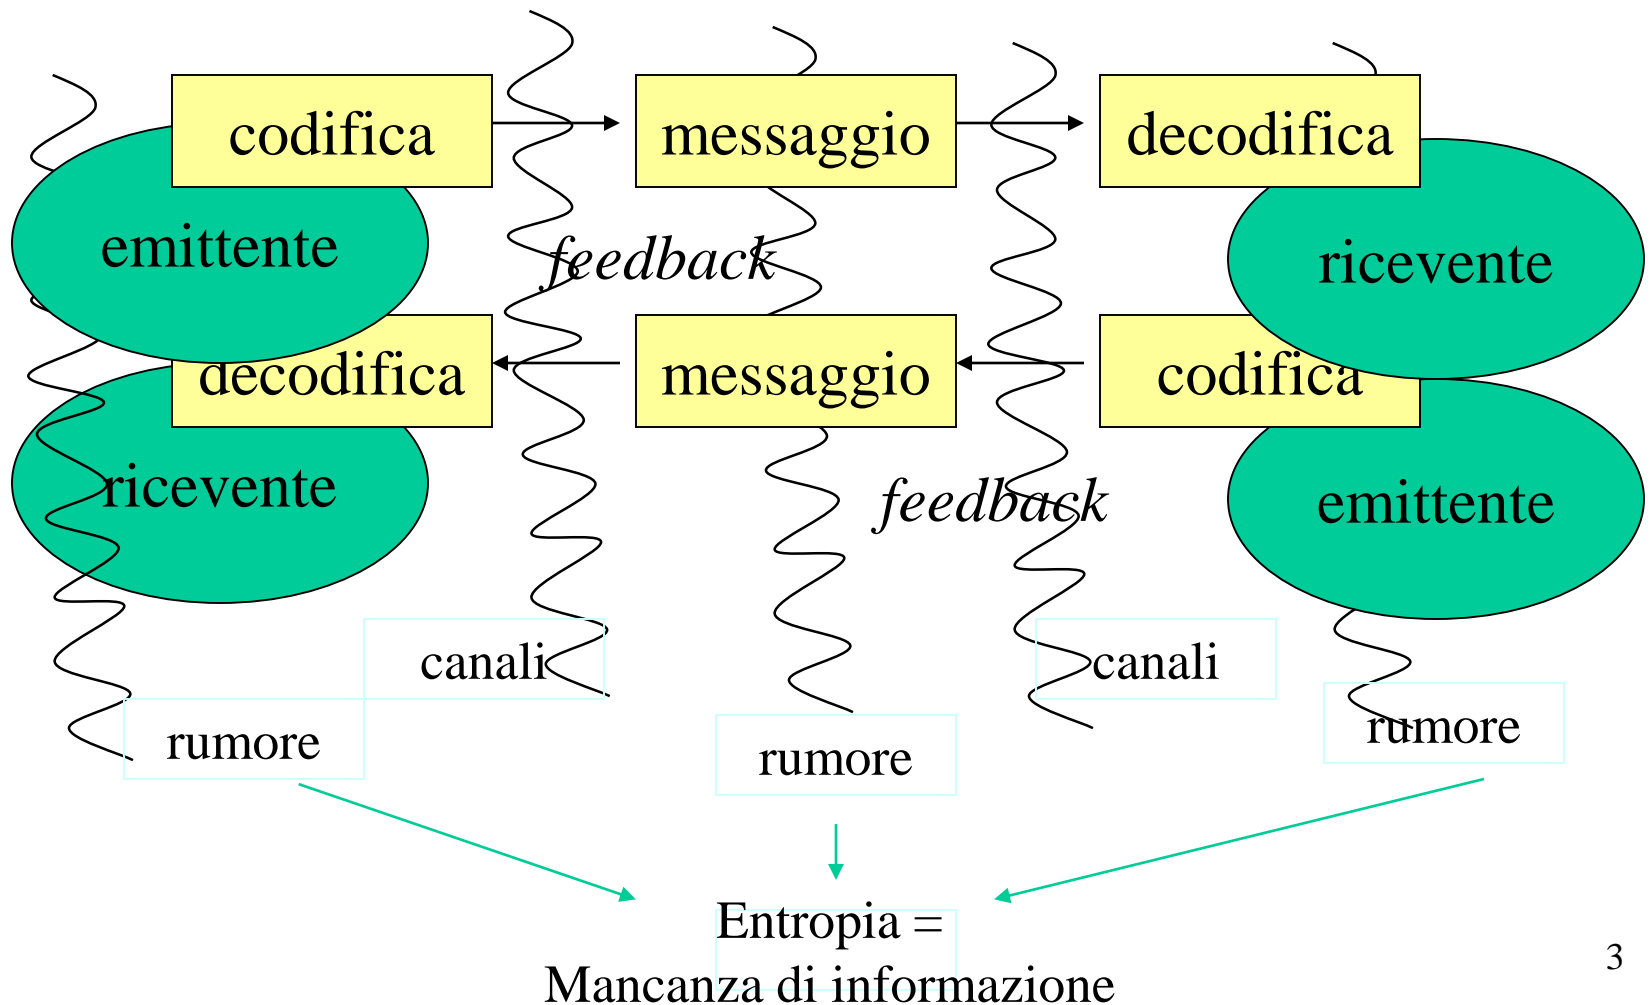 codifica
messaggio
decodifica
emittente
feedback
ricevente
decodifica
messaggio
codifica
ricevente
feedback
emittente
canali
canali
rumore
rumore
rumore
Entropia =
Mancanza di informazione
3